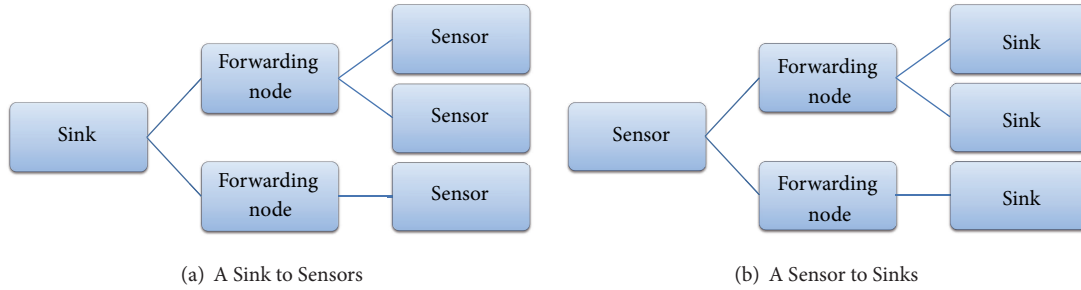 Sink
Forwarding
node
Forwarding
node
Sensor
Sensor
Sensor
(a) A Sink to Sensors
Sensor
Forwarding
node
Forwarding
node
Sink
Sink
Sink
(b) A Sensor to Sinks